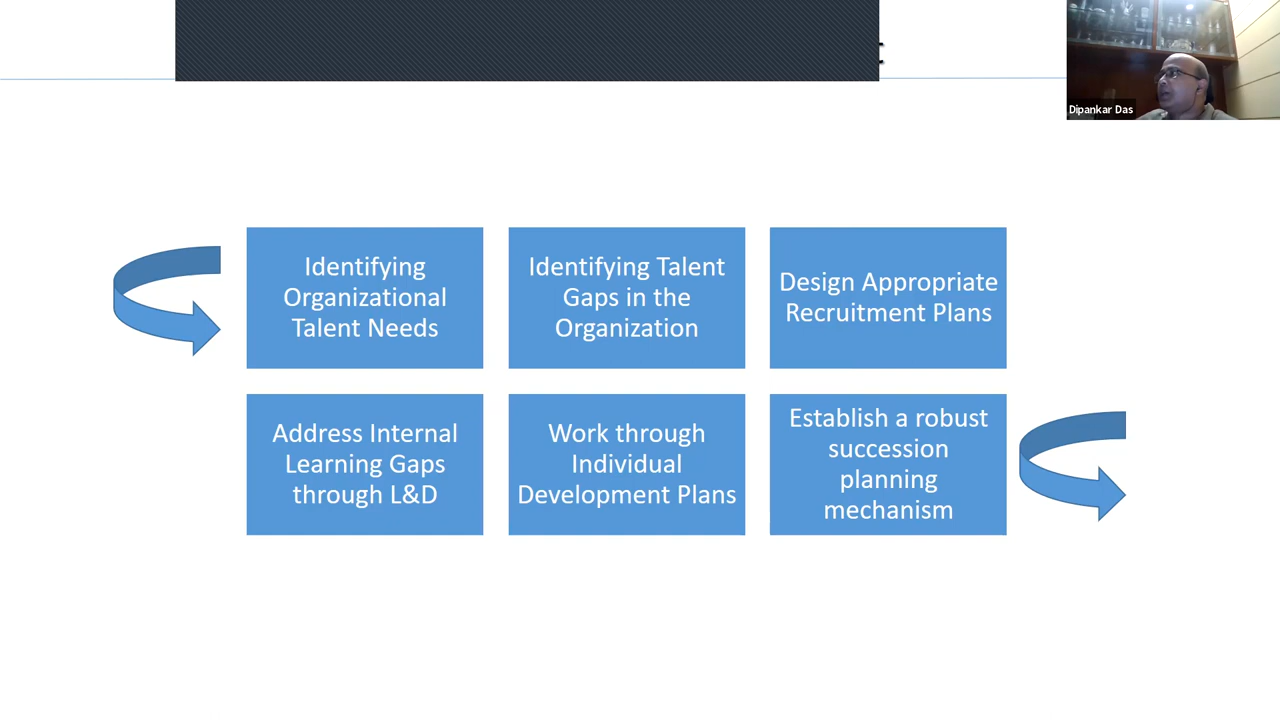 Dipankar Das
Identifying
Organizational
Talent Needs
Identifying Talent
Gaps in the
Organization
Design Appropriate
Recruitment Plans
Address Internal
Learning Gaps
through L&D
Work through
Individual
Development Plans
Establish a robust
succession
planning
mechanism